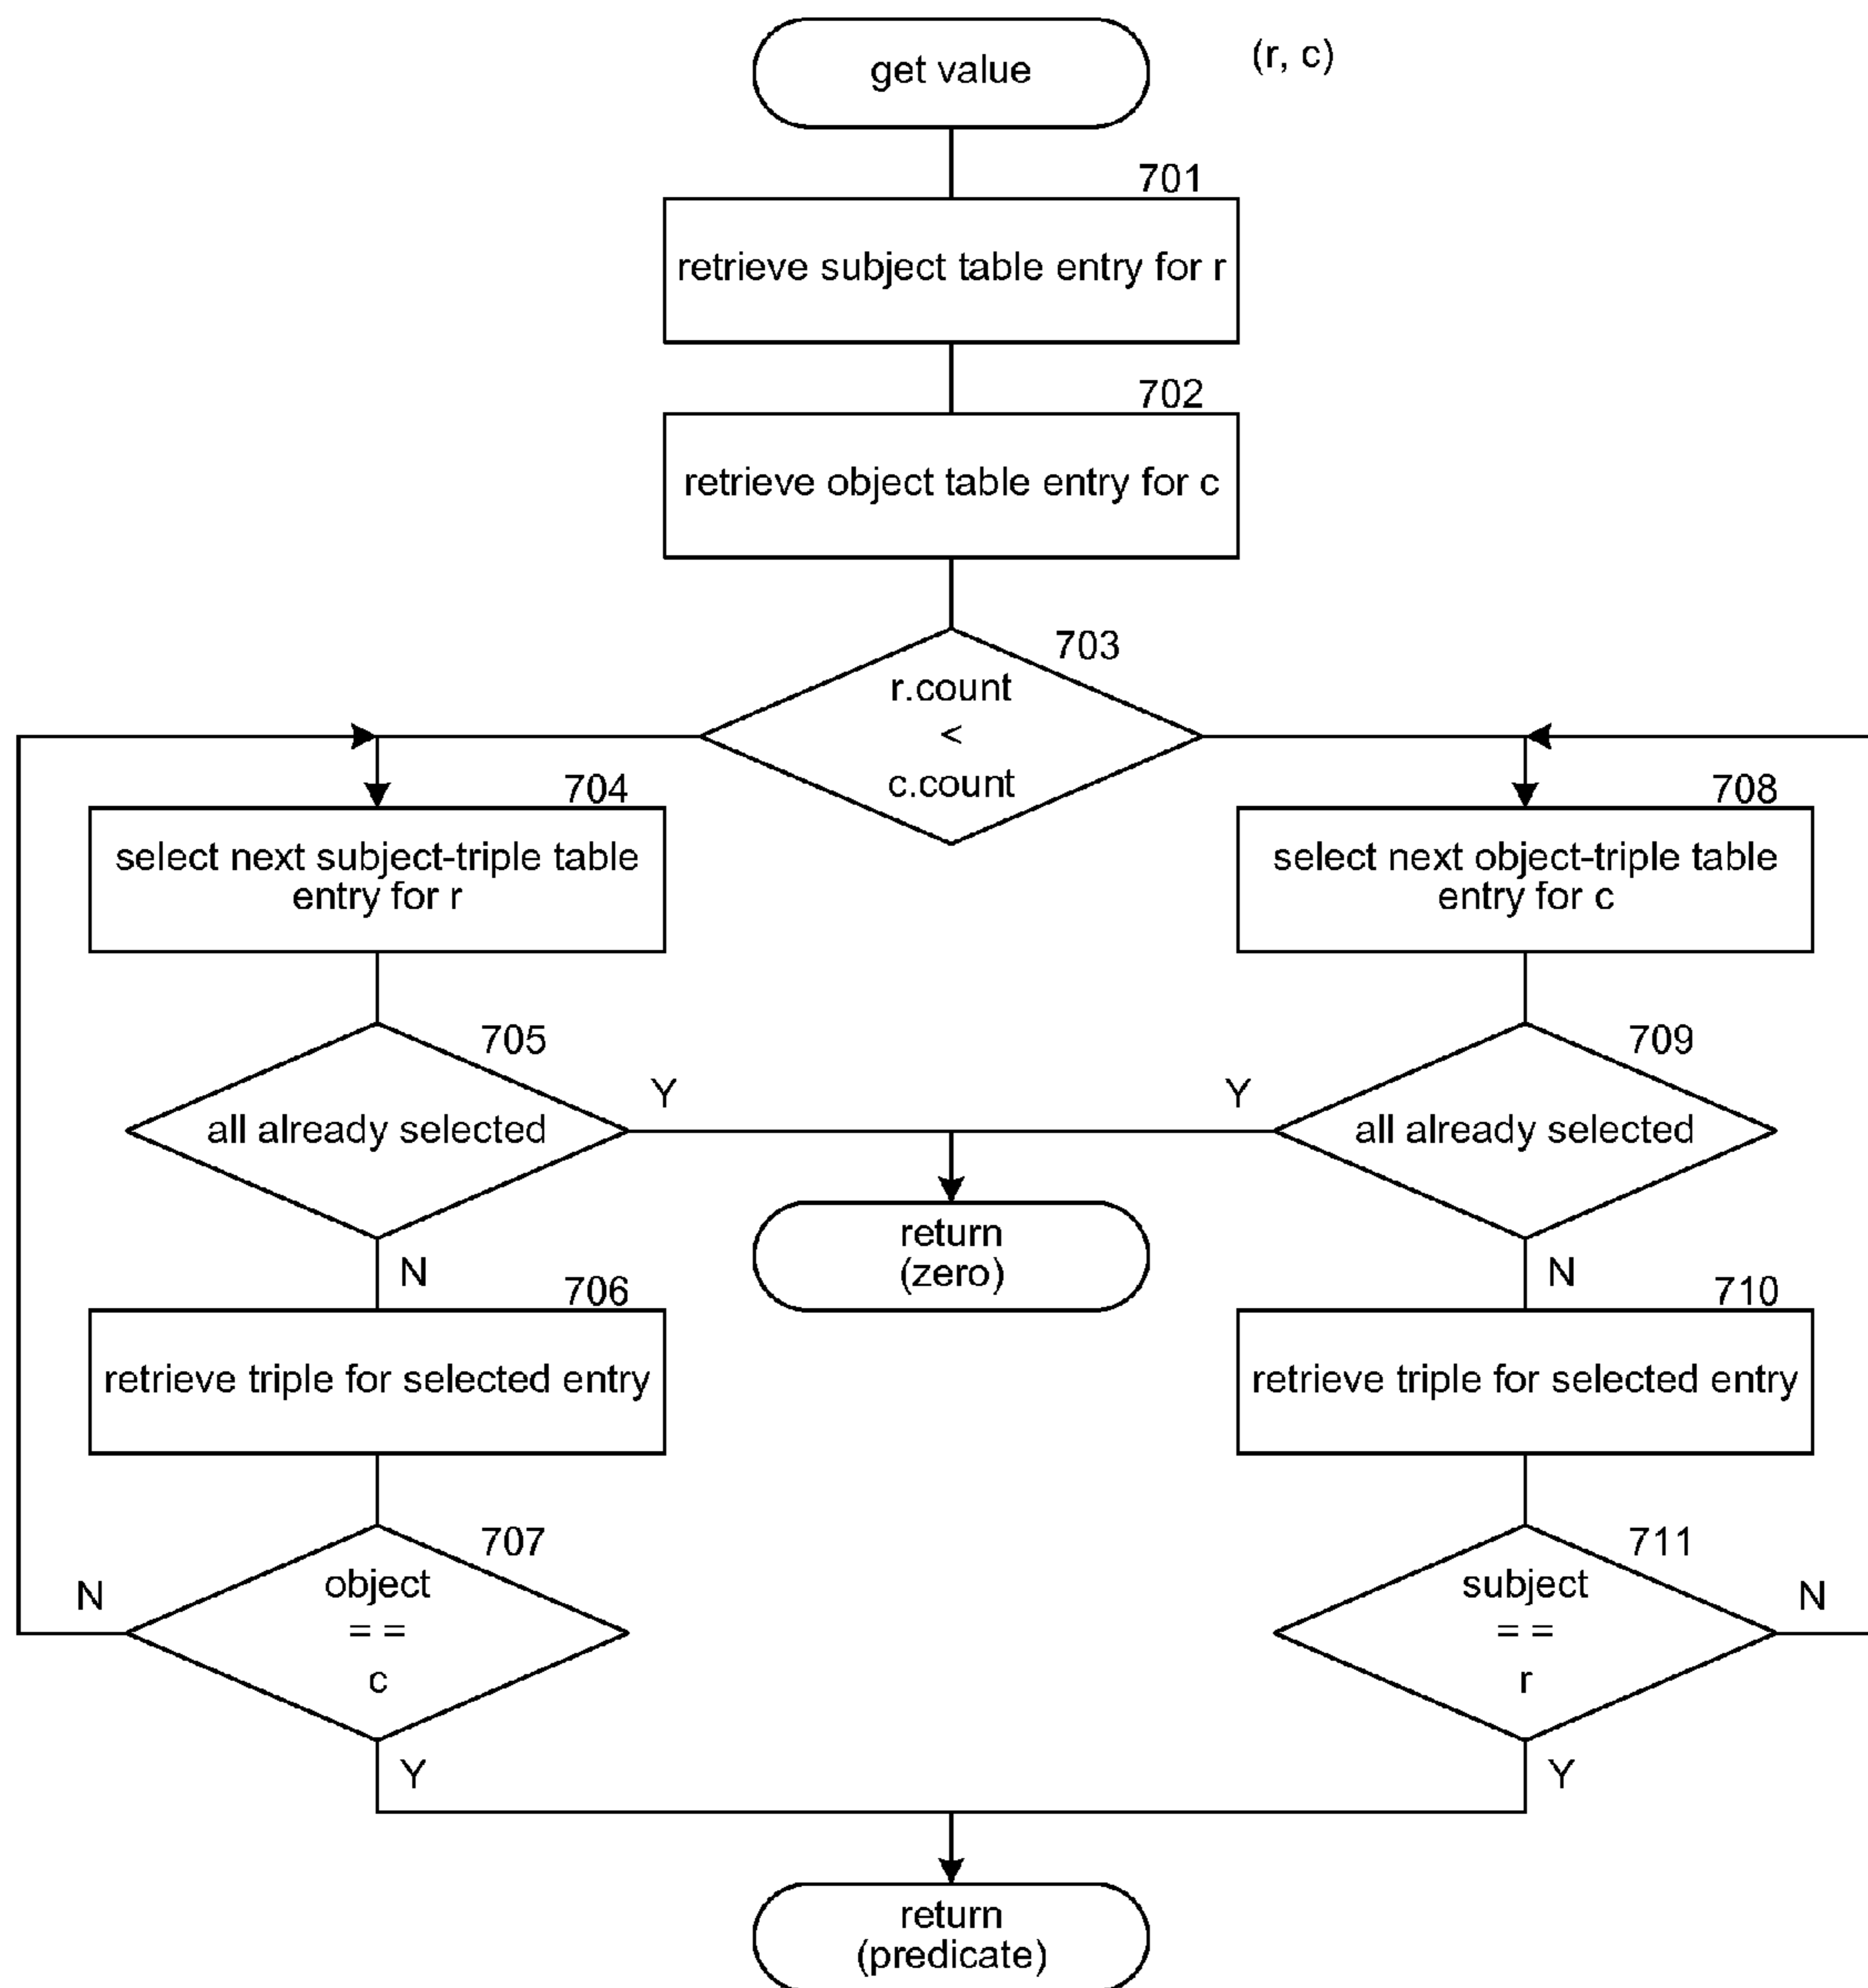 get value
(r, c)
701
retrieve subject table entry for r
702
retrieve object table entry for c
703
r.count
<
c.count
704
select next subject-triple table
entry for r
708
select next object-triple table
entry for c
705
all already selected
Y
Y
709
all already selected
return
(zero)
N
N
706
retrieve triple for selected entry
710
retrieve triple for selected entry
707
object
= =
c
N
711
subject
= =
r
N
Y
Y
return
(predicate)